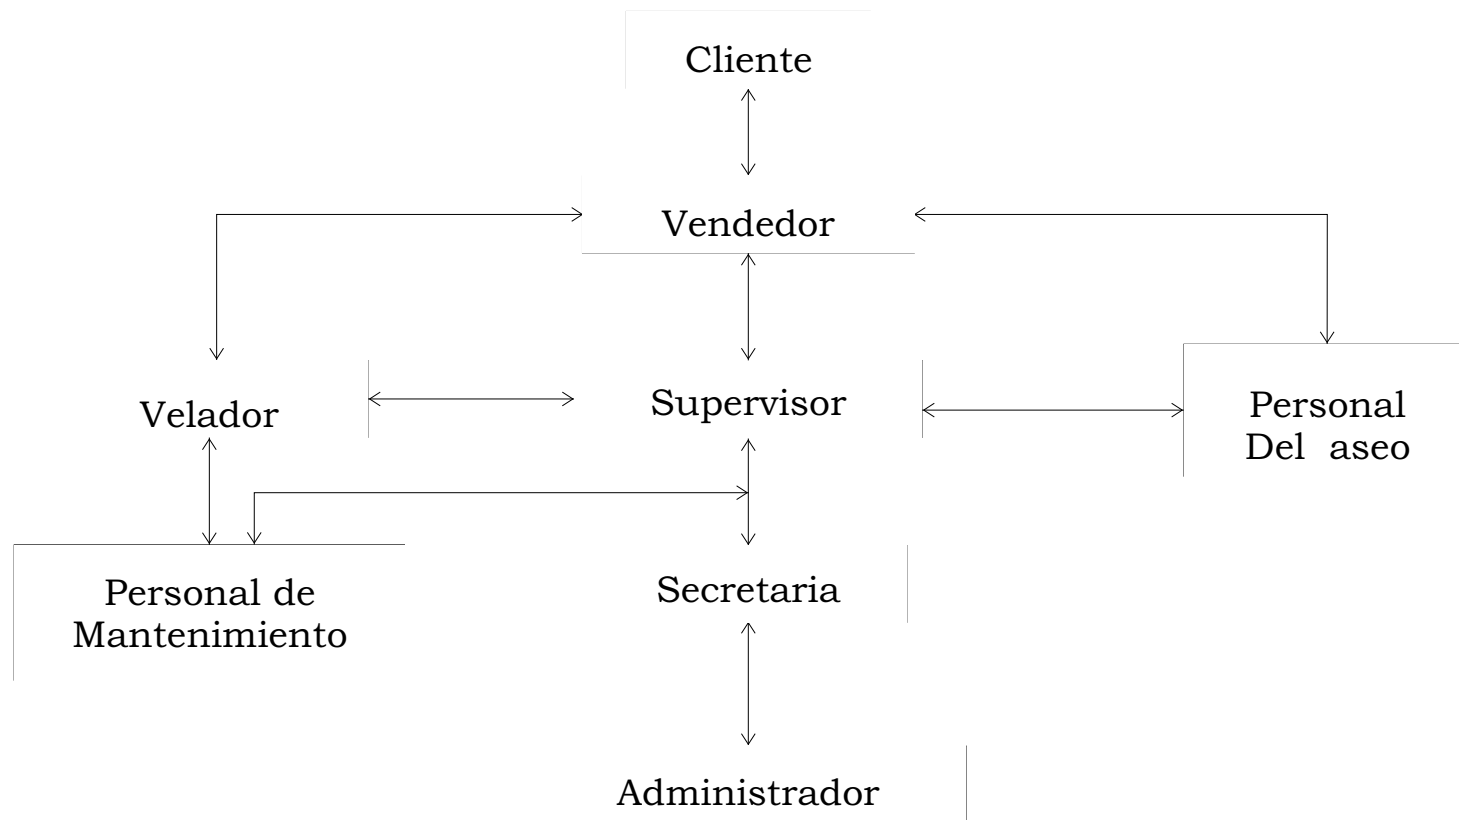 Cliente
Vendedor
Velador
Supervisor
Personal
Del  aseo
Personal de
Mantenimiento
Secretaria
Administrador